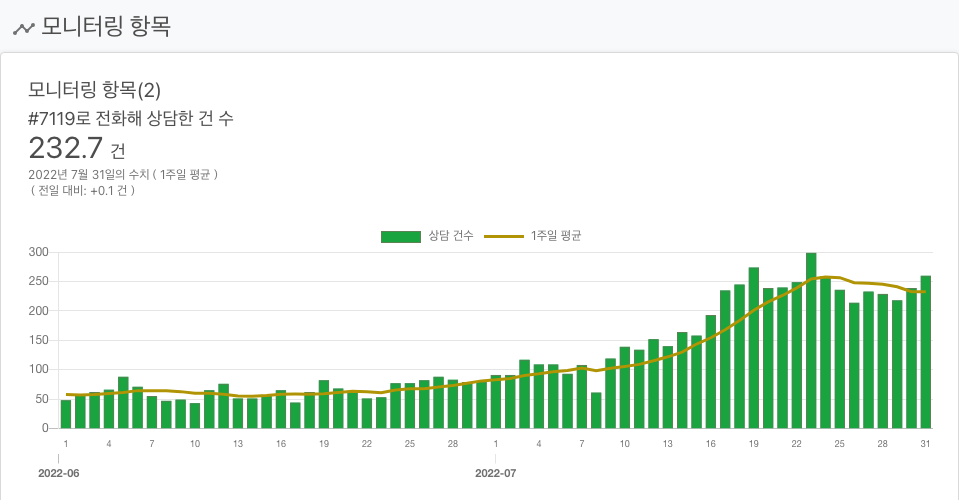 모니터링 항목
모니터링 항목(2)
#7119로 전화해 상담한 건 수
232.7 건
2022년 7월 31일의 수치 ( 1주일 평균 )
( 전일 대비: +0.1 건 )
상담 건수 1주일 평균
300
250
200
150
100
50
0
1 4 7 10 13 16 19 22 25 28 1 4 7 10 13 16 19 22 25 28 31
2022-06 2022-07